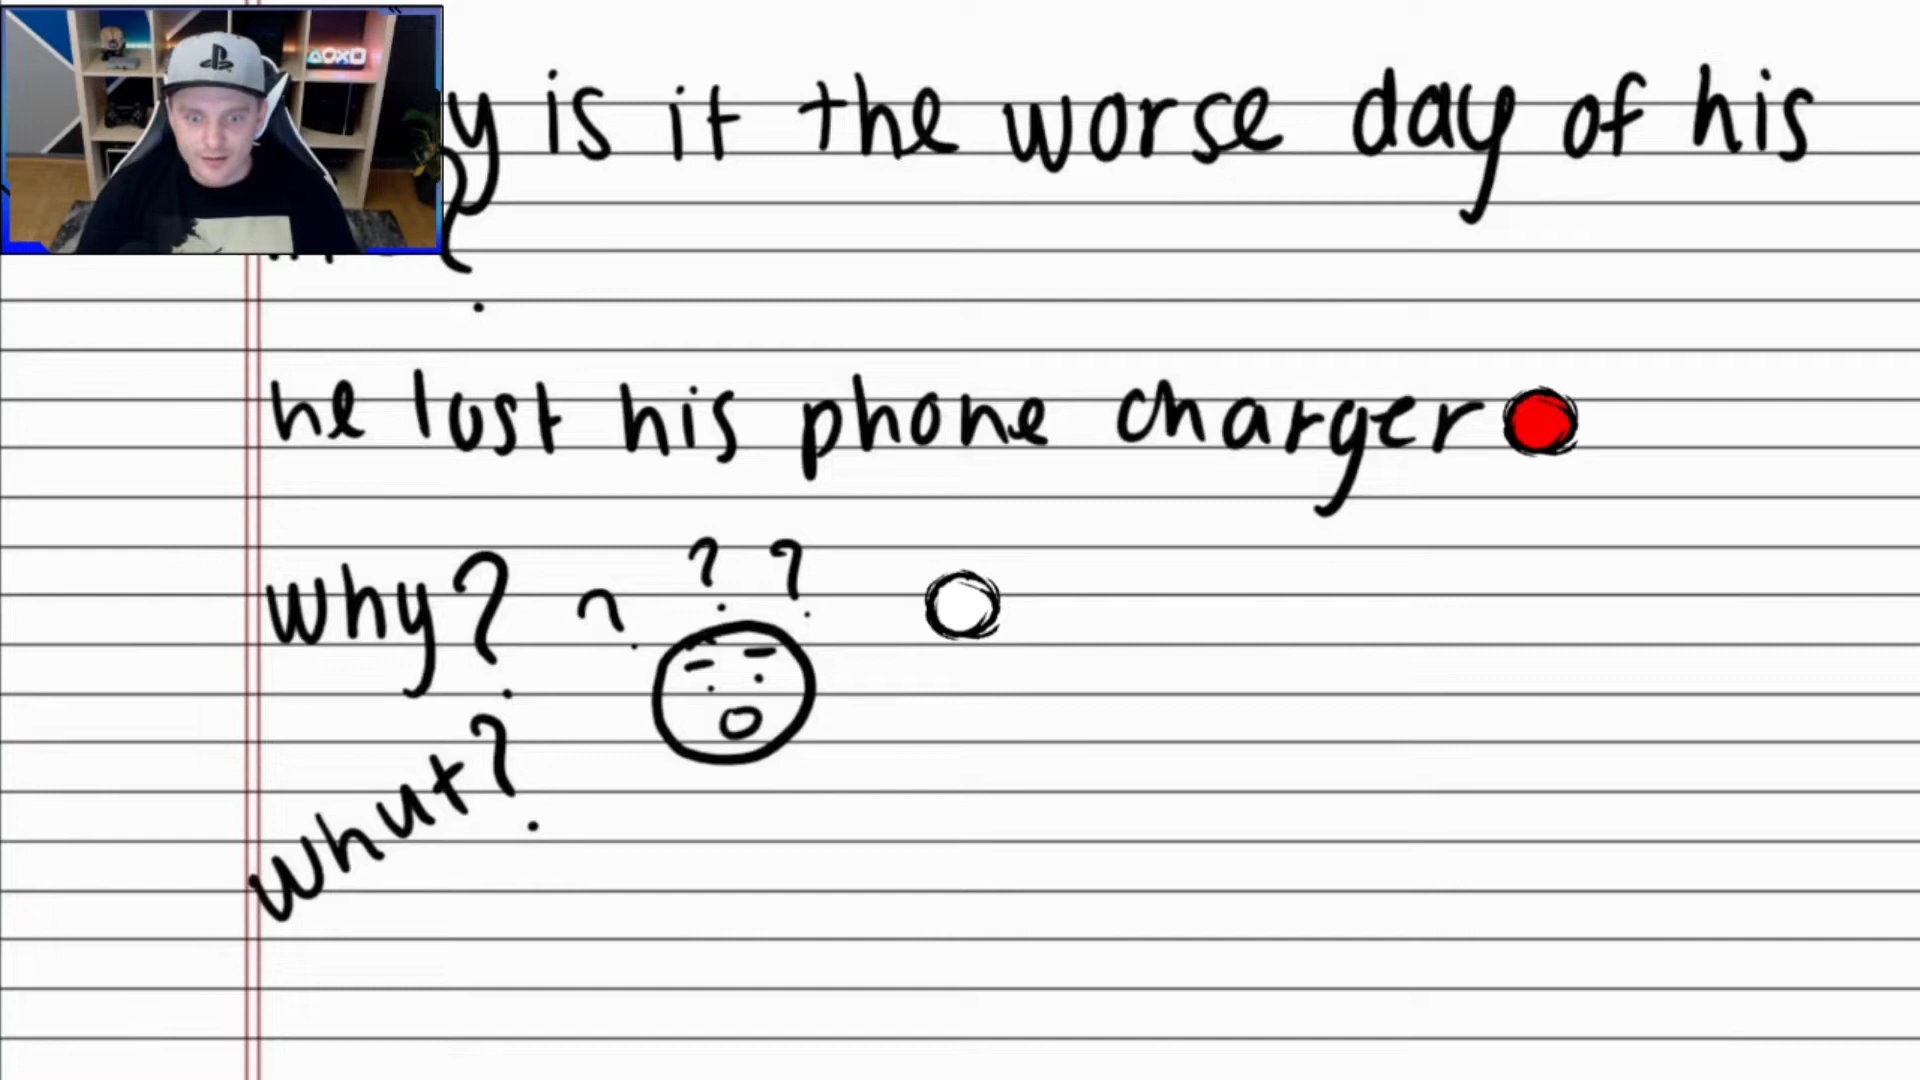 is it the worse day of his
he lost his phone charger
why? ? ? ?
whut?